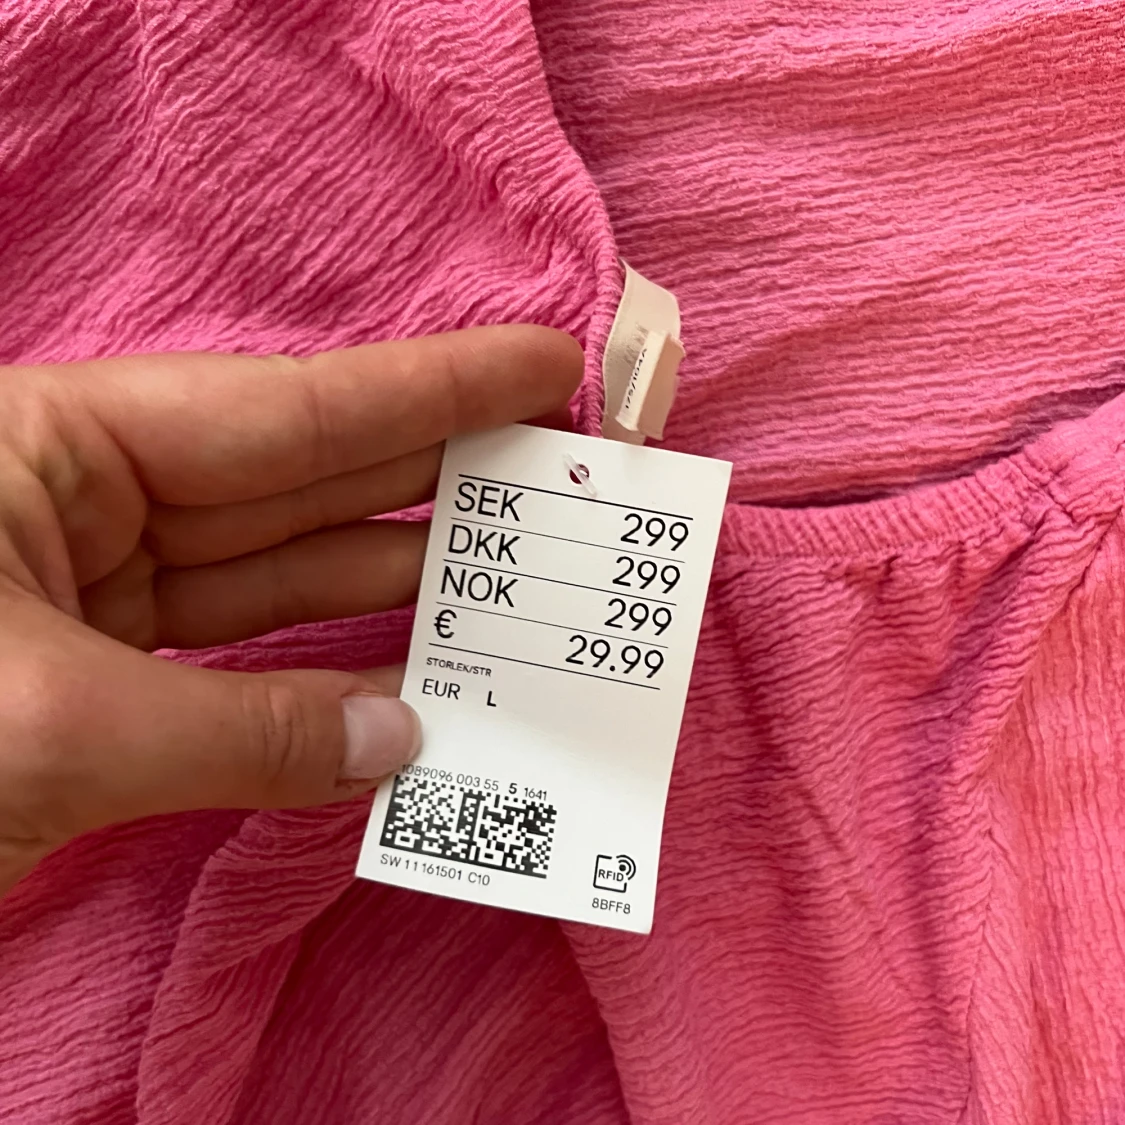 SEK 299
DKK 299
NOK 299
€ 29.99
STORLEK/STR
EUR L
1089096 003 55 5 1641
SW 11161501 C10
RFID
8BFF8